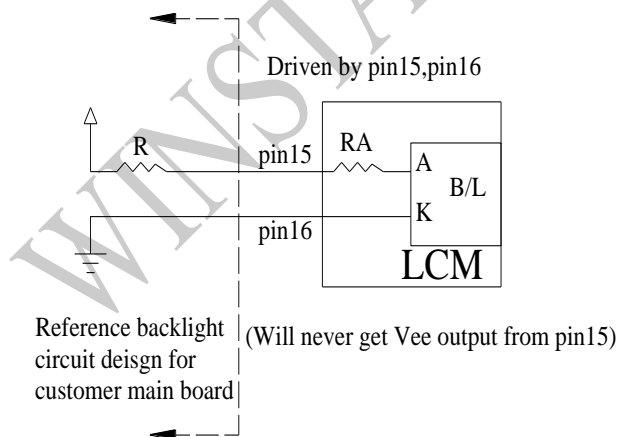 WINSTA
Driven by pin15,pin16
R
pin15
RA
A
B/L
K
pin16
LCM
Reference backlight
circuit deisgn for
customer main board
(Will never get Vee output from pin15)